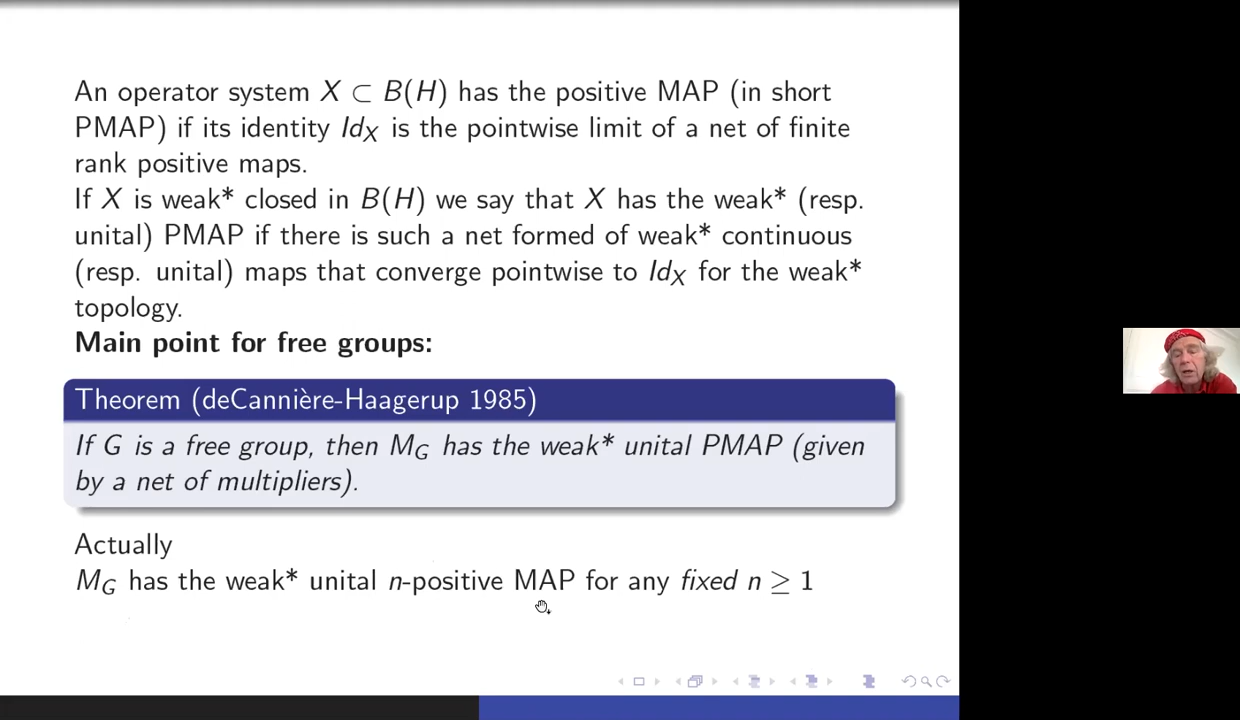 An operator system X ⊂ B(H) has the positive MAP (in short
PMAP) if its identity Id_X is the pointwise limit of a net of finite
rank positive maps.
If X is weak* closed in B(H) we say that X has the weak* (resp.
unital) PMAP if there is such a net formed of weak* continuous
(resp. unital) maps that converge pointwise to Id_X for the weak*
topology.
Main point for free groups:
Theorem (deCannière-Haagerup 1985)
If G is a free group, then M_G has the weak* unital PMAP (given
by a net of multipliers).
Actually
M_G has the weak* unital n-positive MAP for any fixed n ≥ 1